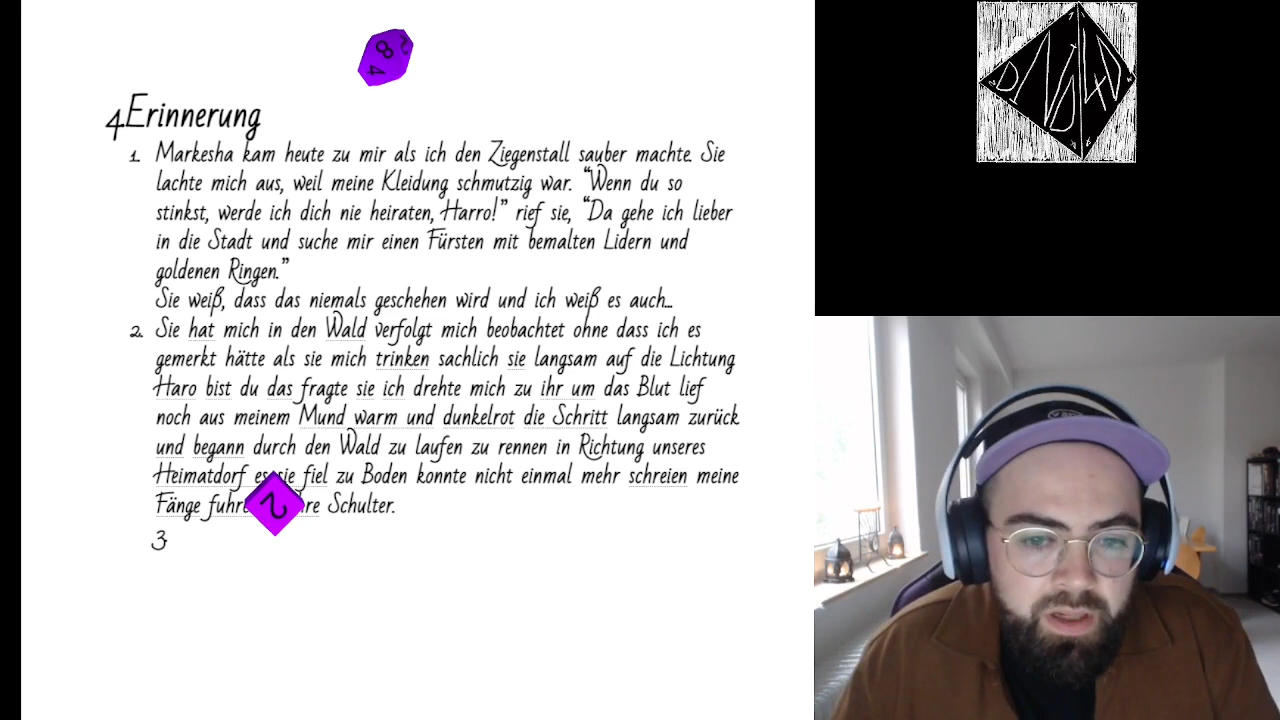 8 2 4
4. Erinnerung
1. Markesha kam heute zu mir als ich den Ziegenstall sauber machte. Sie
lachte mich aus, weil meine Kleidung schmutzig war. “Wenn du so
stinkst, werde ich dich nie heiraten, Harro!” rief sie, “Da gehe ich lieber
in die Stadt und suche mir einen Fürsten mit bemalten Lidern und
goldenen Ringen.”
Sie weiß, dass das niemals geschehen wird und ich weiß es auch...
2. Sie hat mich in den Wald verfolgt mich beobachtet ohne dass ich es
gemerkt hätte als sie mich trinken sachlich sie langsam auf die Lichtung
Haro bist du das fragte sie ich drehte mich zu ihr um das Blut lief
noch aus meinem Mund warm und dunkelrot die Schritt langsam zurück
und begann durch den Wald zu laufen zu rennen in Richtung unseres
Heimatdorf es sie fiel zu Boden konnte nicht einmal mehr schreien meine
Fänge Schulter.
2
3